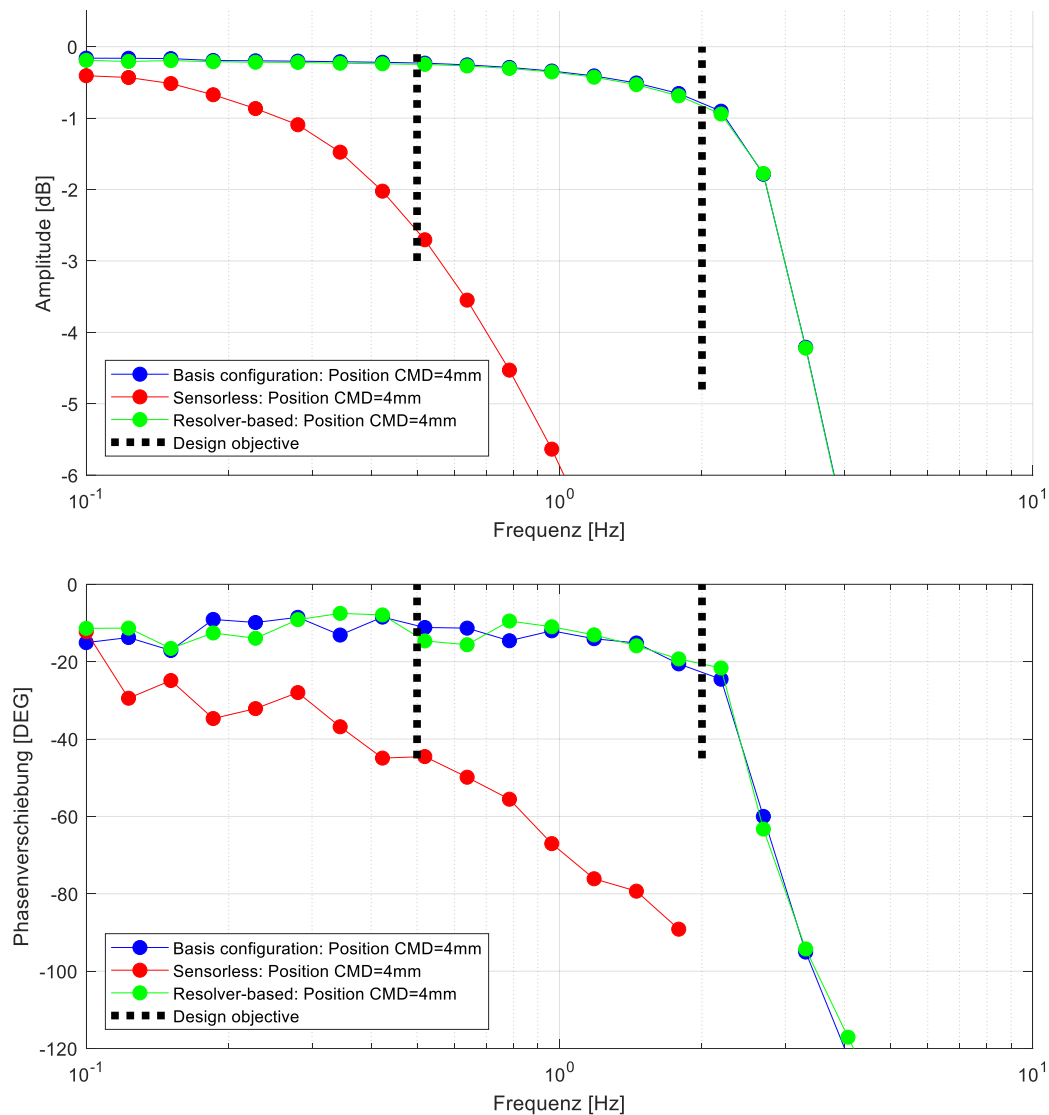 0
-1
-2
-3
-4
-5
-6
Amplitude [dB]
Basis configuration: Position CMD=4mm
Sensorless: Position CMD=4mm
Resolver-based: Position CMD=4mm
Design objective
10^-1
10^0
10^1
Frequenz [Hz]
0
-20
-40
-60
-80
-100
-120
Phasenverschiebung [DEG]
Basis configuration: Position CMD=4mm
Sensorless: Position CMD=4mm
Resolver-based: Position CMD=4mm
Design objective
10^-1
10^0
10^1
Frequenz [Hz]